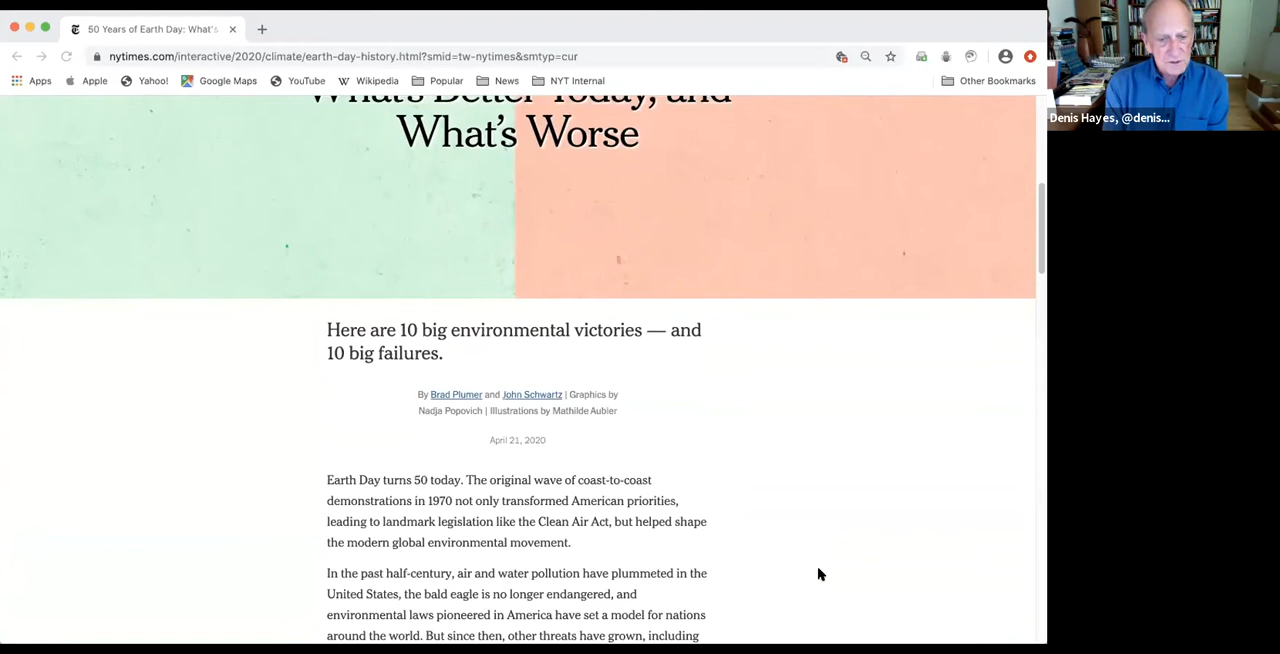 50 Years of Earth Day: What's
nytimes.com/interactive/2020/climate/earth-day-history.html?smid=tw-nytimes&smtyp=cur
Apps Apple Yahoo! Google Maps YouTube Wikipedia Popular News NYT Internal Other Bookmarks
Denis Hayes, @denis...
What's Better Today, and
What's Worse
Here are 10 big environmental victories — and
10 big failures.
By Brad Plumer and John Schwartz | Graphics by
Nadja Popovich | Illustrations by Mathilde Aubier
April 21, 2020
Earth Day turns 50 today. The original wave of coast-to-coast
demonstrations in 1970 not only transformed American priorities,
leading to landmark legislation like the Clean Air Act, but helped shape
the modern global environmental movement.
In the past half-century, air and water pollution have plummeted in the
United States, the bald eagle is no longer endangered, and
environmental laws pioneered in America have set a model for nations
around the world. But since then, other threats have grown, including